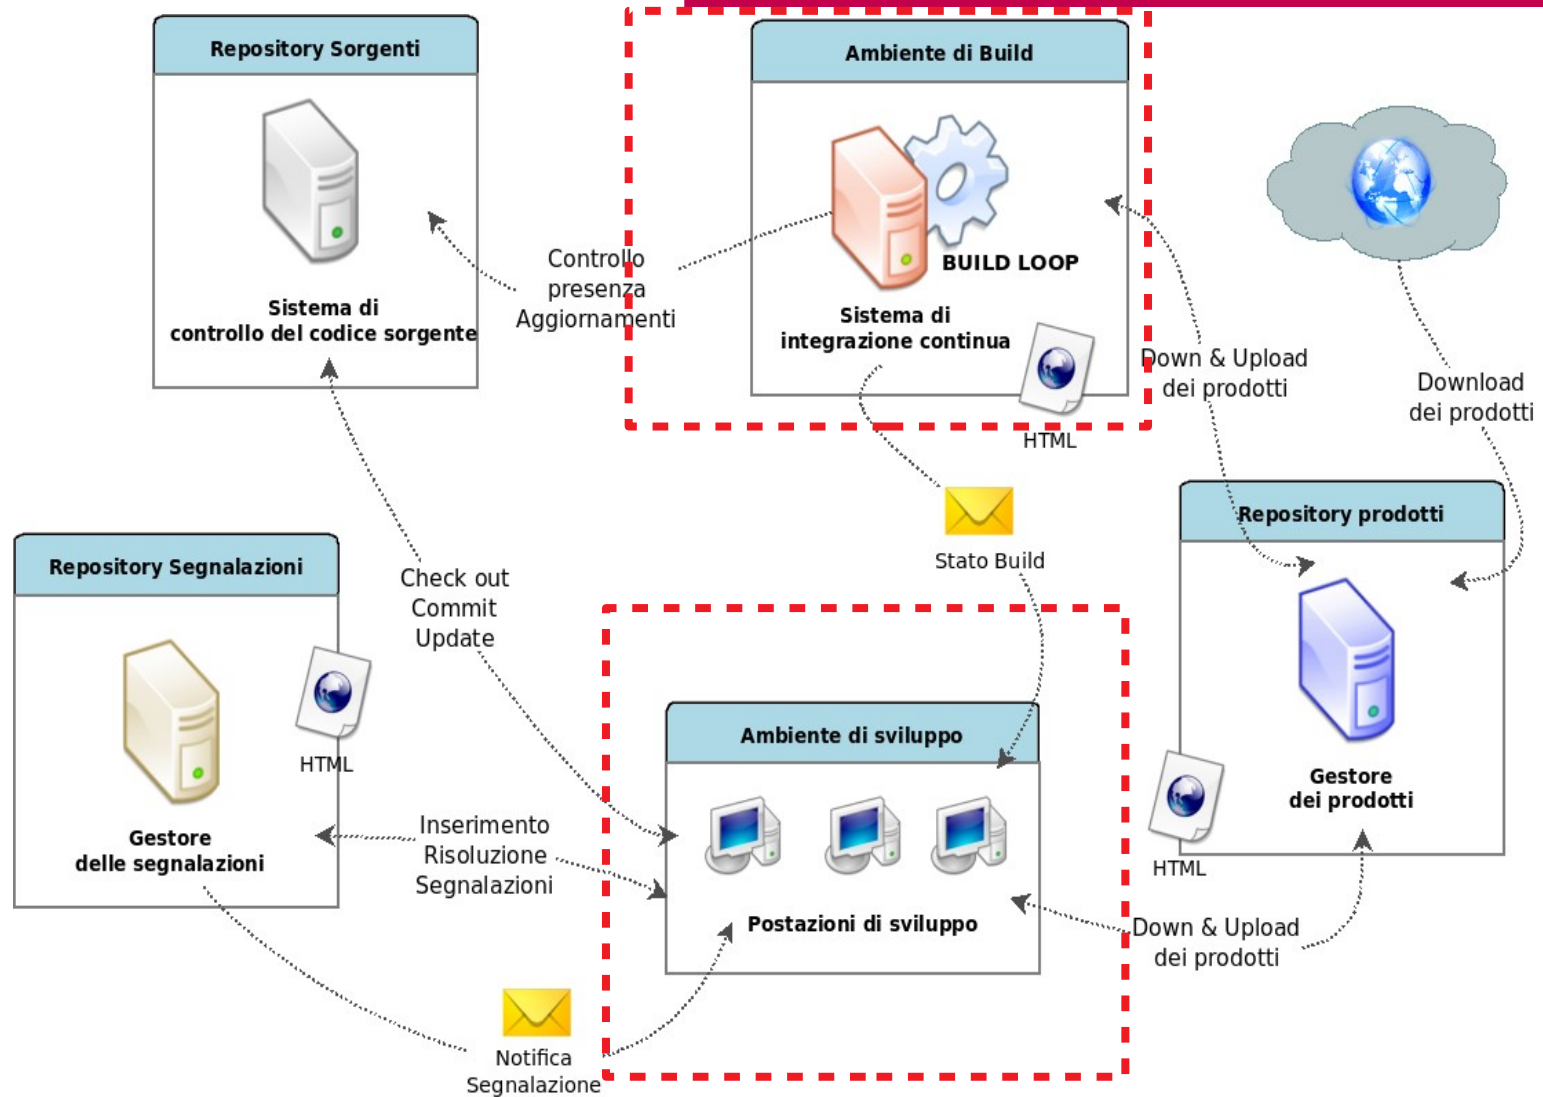 Repository Sorgenti
Sistema di
controllo del codice sorgente
Controllo
presenza
Aggiornamenti
Ambiente di Build
BUILD LOOP
Sistema di
integrazione continua
HTML
Down & Upload
dei prodotti
Download
dei prodotti
Stato Build
Repository prodotti
Gestore
dei prodotti
HTML
Repository Segnalazioni
HTML
Gestore
delle segnalazioni
Check out
Commit
Update
Inserimento
Risoluzione
Segnalazioni
Ambiente di sviluppo
Postazioni di sviluppo
Down & Upload
dei prodotti
Notifica
Segnalazione